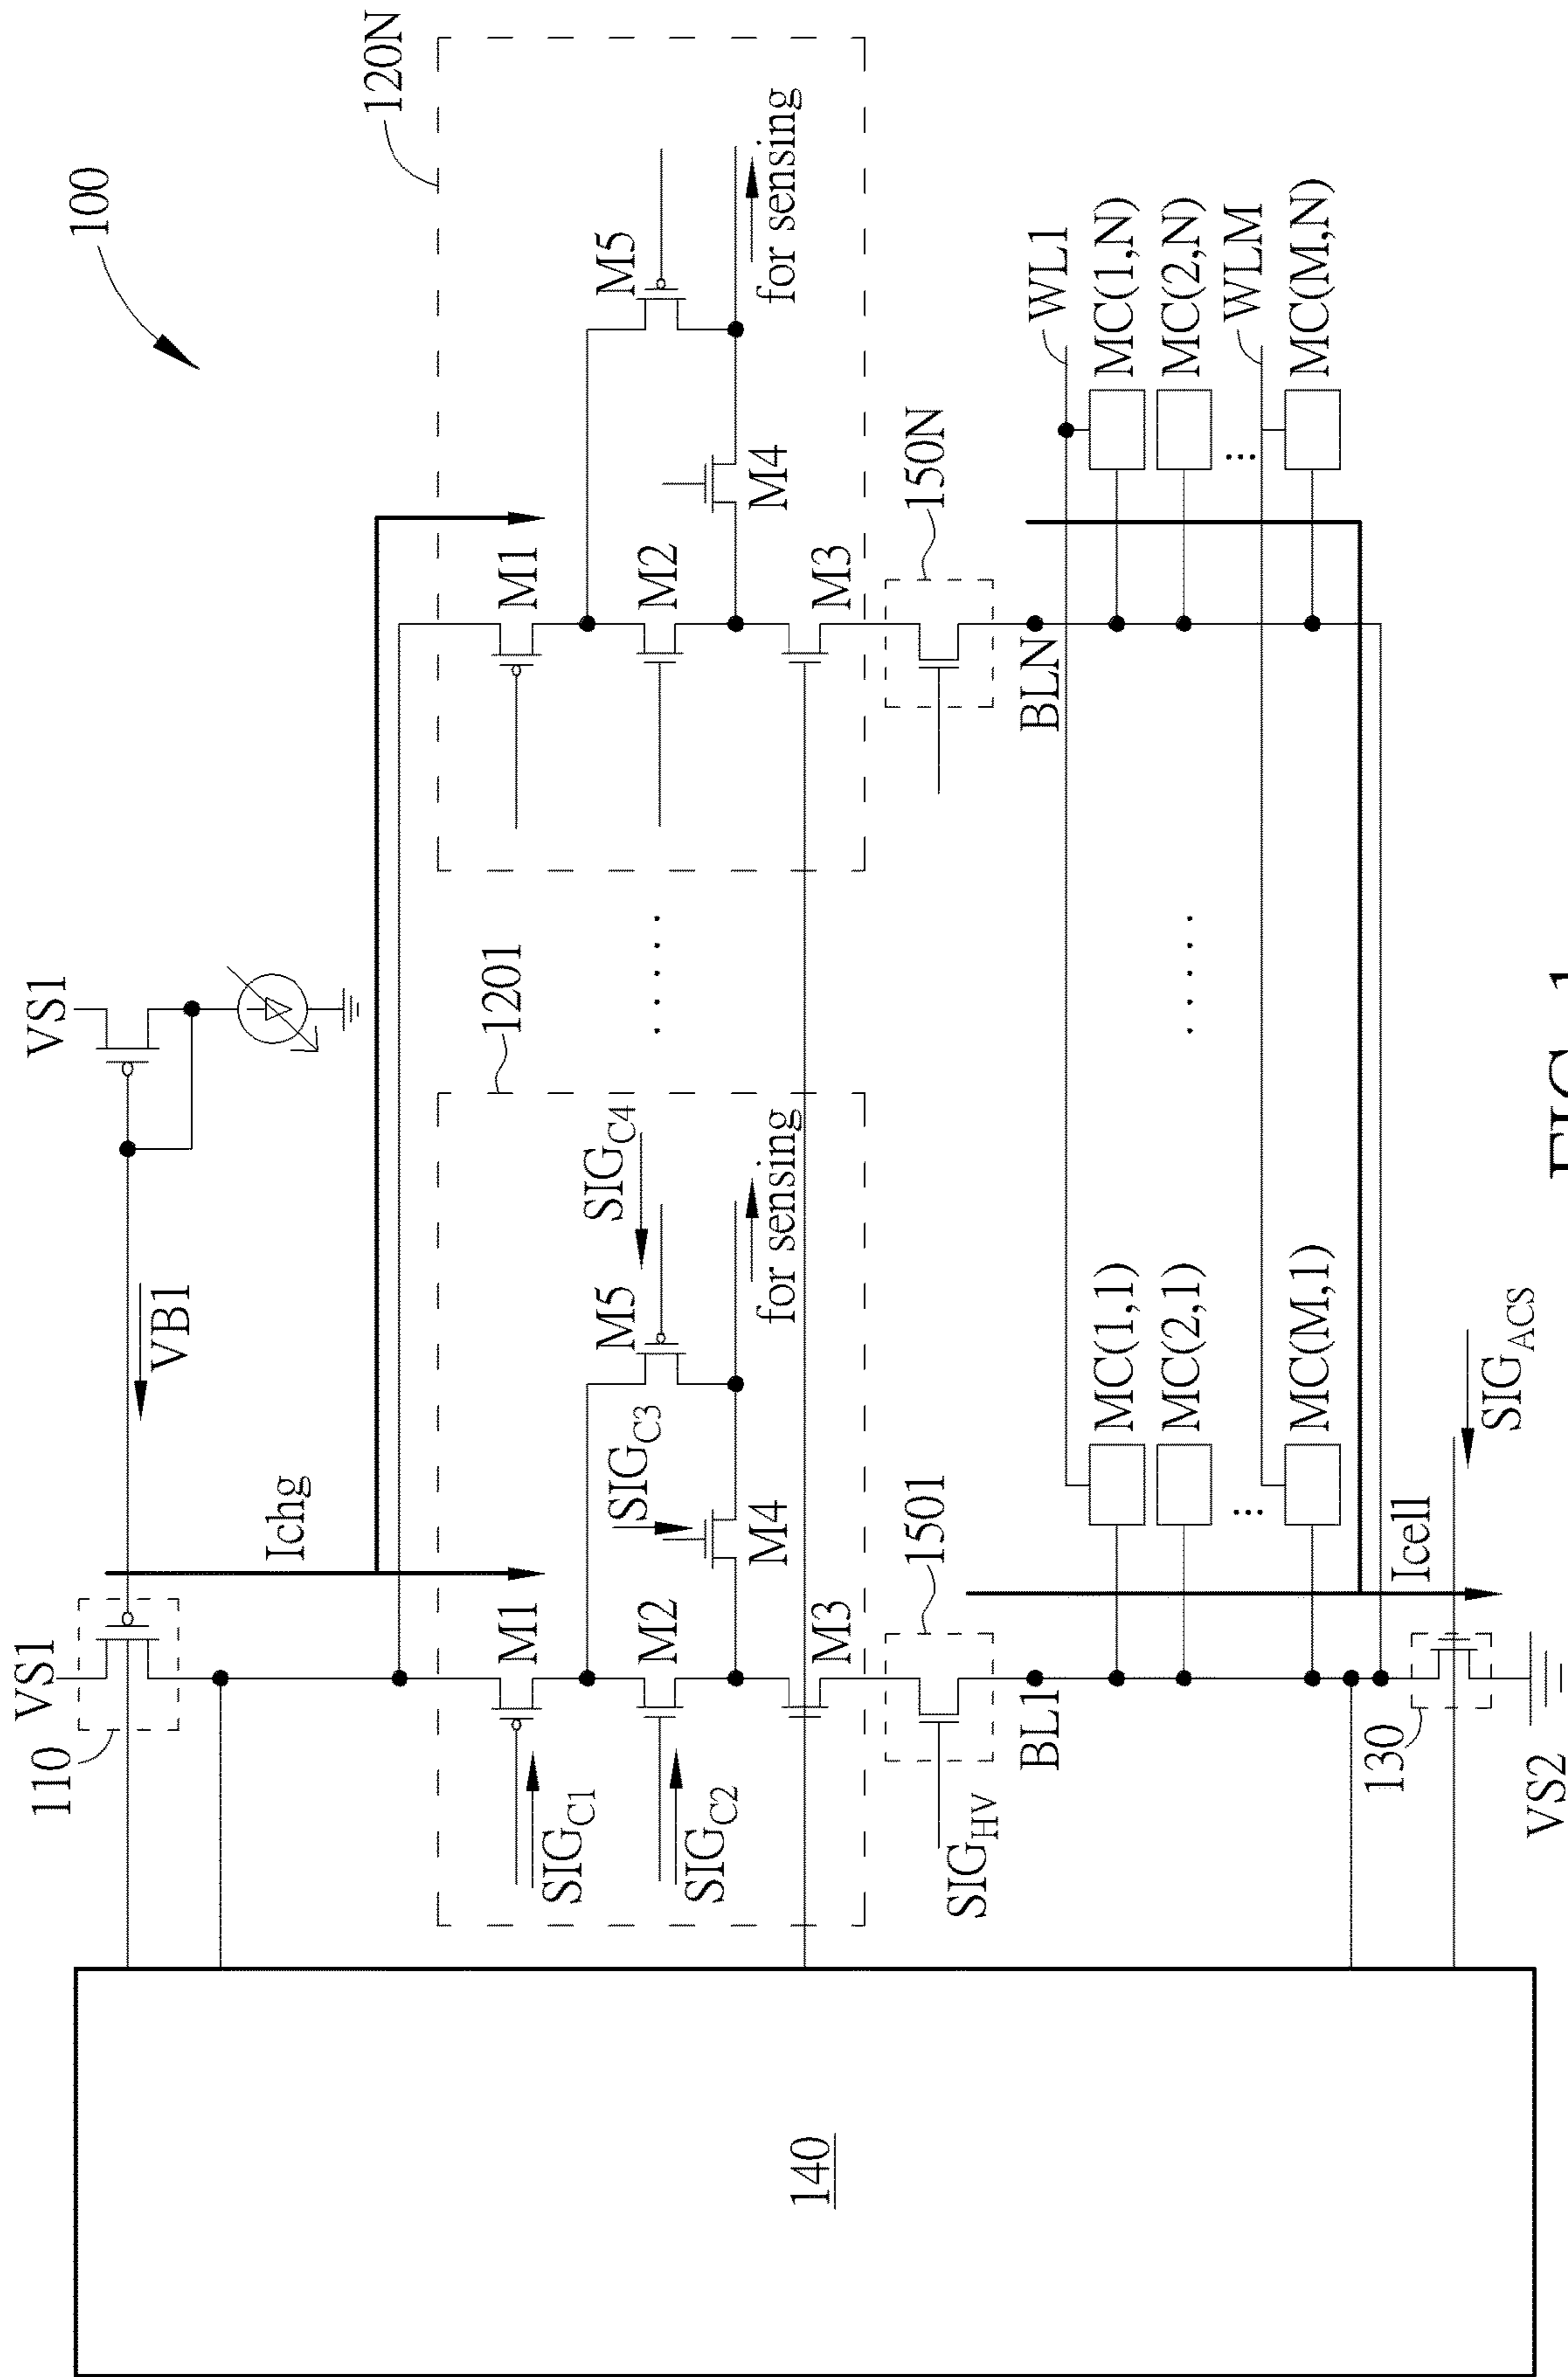 100
VS1
110
VB1
VS1
Ichg
120N
1201
M1
SIGC1
M2
SIGC2
M3
M4
SIGC3
M5
SIGC4
for sensing
.....
M1
M2
M3
M4
M5
for sensing
1501
SIGHV
150N
BL1
BLN
WL1
MC(1,1)
MC(2,1)
...
MC(M,1)
.....
MC(1,N)
MC(2,N)
...
WLM
MC(M,N)
Icell
130
SIGACS
VS2
140
FIG. 1